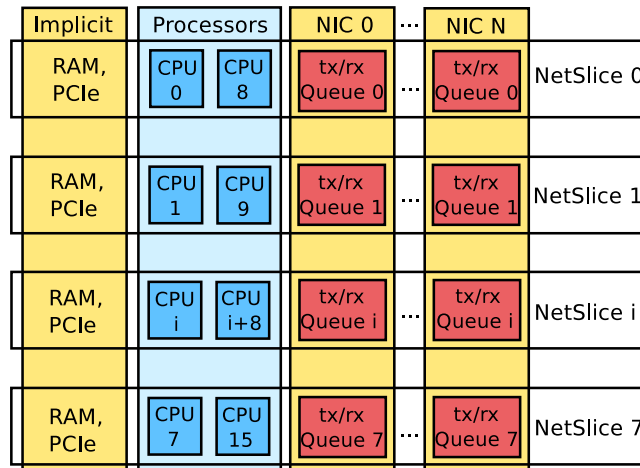 Implicit Processors NIC 0 ... NIC N
RAM, PCIe
CPU 0
CPU 8
tx/rx Queue 0
...
tx/rx Queue 0
NetSlice 0
RAM, PCIe
CPU 1
CPU 9
tx/rx Queue 1
...
tx/rx Queue 1
NetSlice 1
RAM, PCIe
CPU i
CPU i+8
tx/rx Queue i
...
tx/rx Queue i
NetSlice i
RAM, PCIe
CPU 7
CPU 15
tx/rx Queue 7
...
tx/rx Queue 7
NetSlice 7